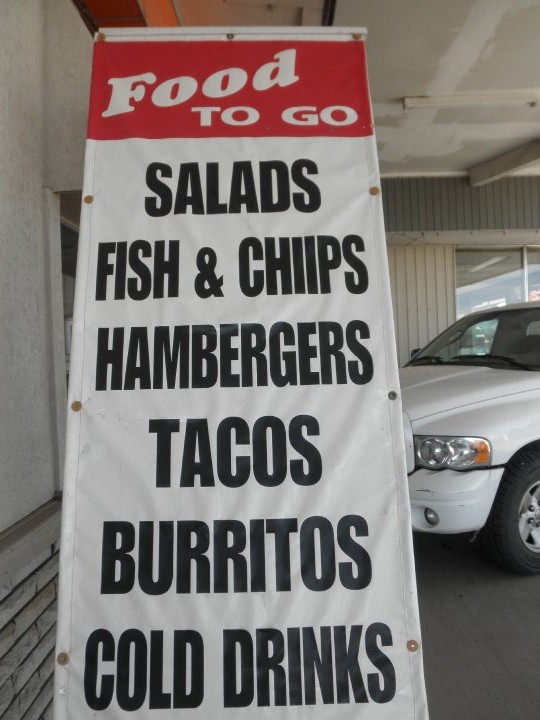 Food
TO GO
SALADS
FISH & CHIIPS
HAMBERGERS
TACOS
BURRITOS
COLD DRINKS